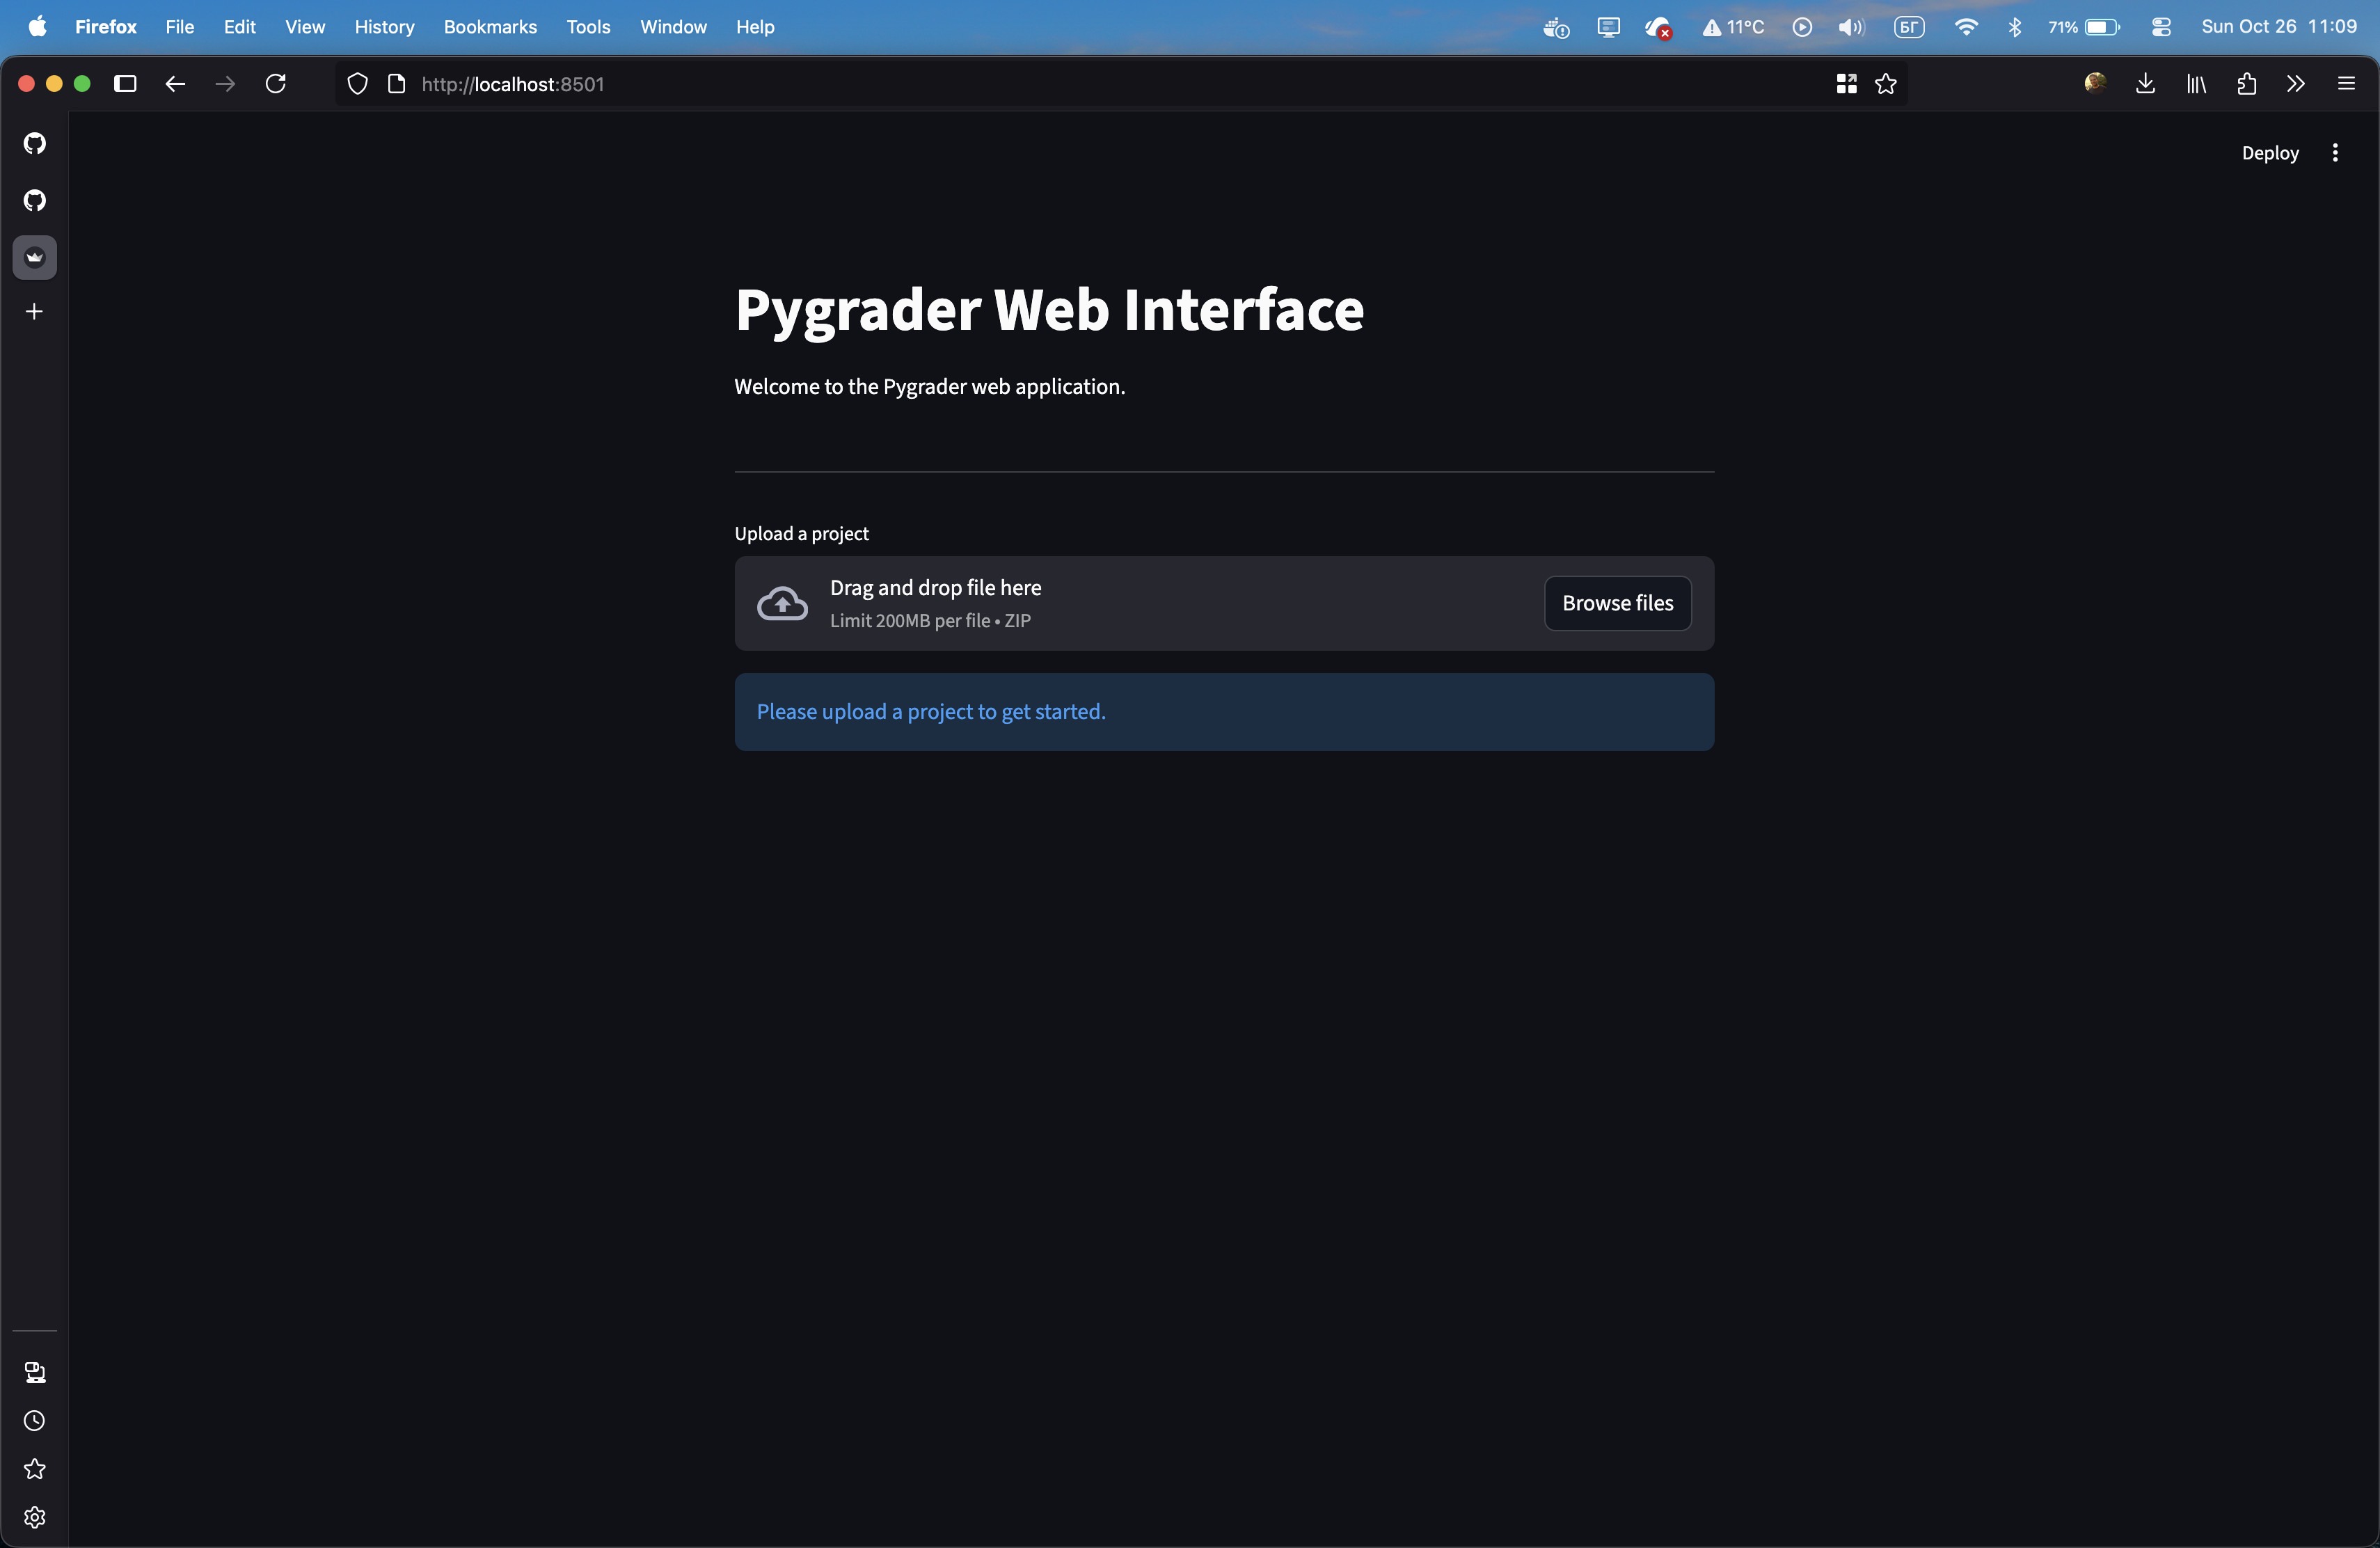 Firefox File Edit View History Bookmarks Tools Window Help 11°C БГ 71% Sun Oct 26 11:09
http://localhost:8501
Deploy
Pygrader Web Interface
Welcome to the Pygrader web application.
Upload a project
Drag and drop file here
Limit 200MB per file • ZIP
Browse files
Please upload a project to get started.